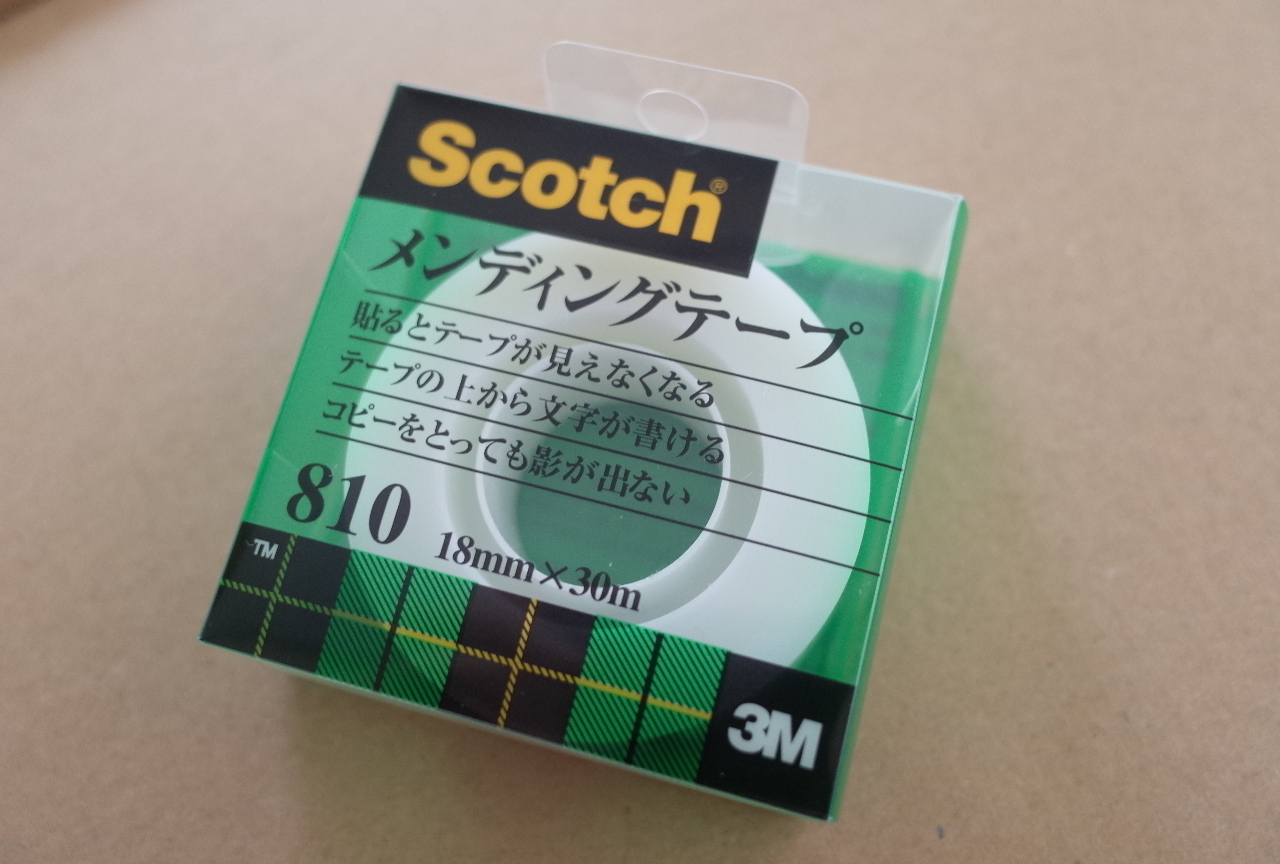 Scotch®
メンディングテープ
貼るとテープが見えなくなる
テープの上から文字が書ける
コピーをとっても影が出ない
810 18mm×30m
TM
3M